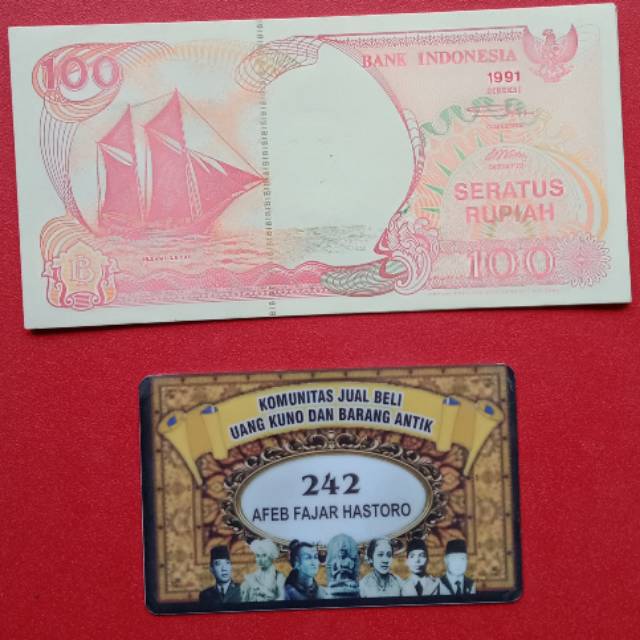 100
BANK INDONESIA
1991
DIREKSI
SERATUS
RUPIAH
100
KOMUNITAS JUAL BELI
UANG KUNO DAN BARANG ANTIK
242
AFEB FAJAR HASTORO